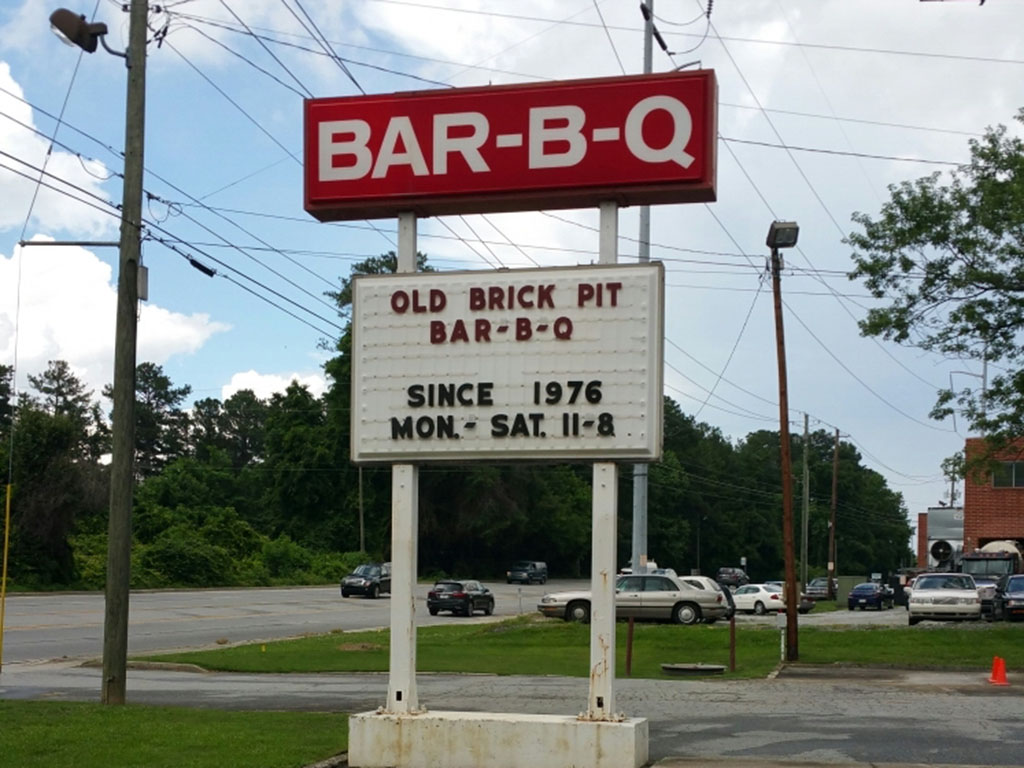 BAR-B-Q
OLD BRICK PIT
BAR-B-Q
SINCE 1976
MON.- SAT. 11-8